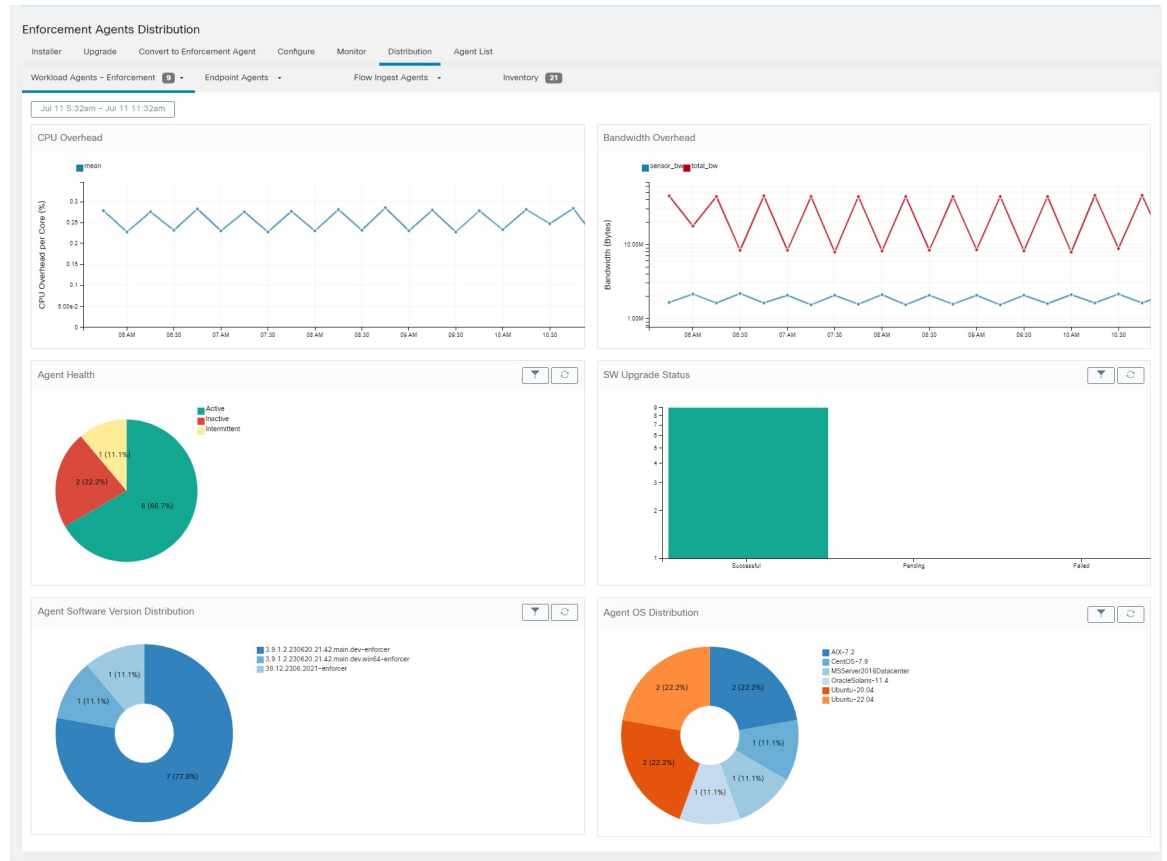 Enforcement Agents Distribution
Installer Upgrade Convert to Enforcement Agent Configure Monitor Distribution Agent List
Workload Agents - Enforcement 9 Endpoint Agents Flow Ingest Agents Inventory 21
Jul 11 5:32am - Jul 11 11:32am
CPU Overhead
mean
CPU Overhead per Core (%)
0.3
0.25
0.2
0.15
0.1
5.00e-2
0
06 AM 06:30 07 AM 07:30 08 AM 08:30 09 AM 09:30 10 AM 10:30
Bandwidth Overhead
sensor_bw total_bw
Bandwidth (Bytes)
10.00M
1.00M
06 AM 06:30 07 AM 07:30 08 AM 08:30 09 AM 09:30 10 AM 10:30
Agent Health
Active
Inactive
Intermittent
1 (11.1%)
2 (22.2%)
6 (66.7%)
SW Upgrade Status
9
8
7
6
5
4
3
2
1
Successful Pending Failed
Agent Software Version Distribution
3.9.1.2.230620.21.42.main.dev-enforcer
3.9.1.2.230620.21.42.main.dev.win64-enforcer
39.12.2306.2021-enforcer
1 (11.1%)
1 (11.1%)
7 (77.8%)
Agent OS Distribution
AIX-7.2
CentOS-7.9
MSServer2016Datacenter
OracleSolaris-11.4
Ubuntu-20.04
Ubuntu-22.04
2 (22.2%) 2 (22.2%)
1 (11.1%)
2 (22.2%)
1 (11.1%)
1 (11.1%)